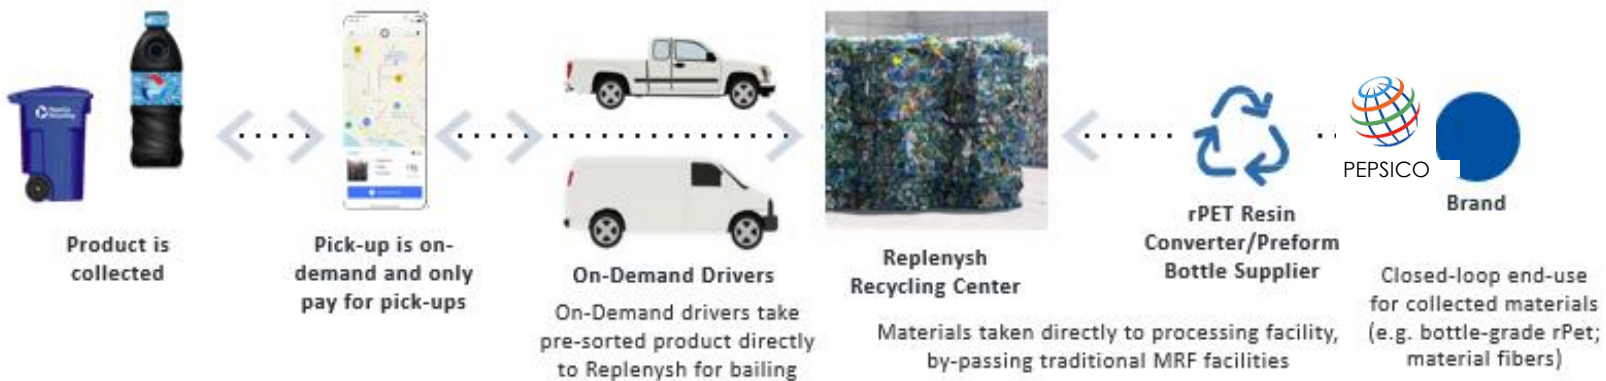 Product is
collected
Pick-up is on-
demand and only
pay for pick-ups
On-Demand Drivers
On-Demand drivers take
pre-sorted product directly
to Replenysh for bailing
Replenysh
Recycling Center
rPET Resin
Converter/Preform
Bottle Supplier
Materials taken directly to processing facility,
by-passing traditional MRF facilities
PEPSICO
Brand
Closed-loop end-use
for collected materials
(e.g. bottle-grade rPet;
material fibers)